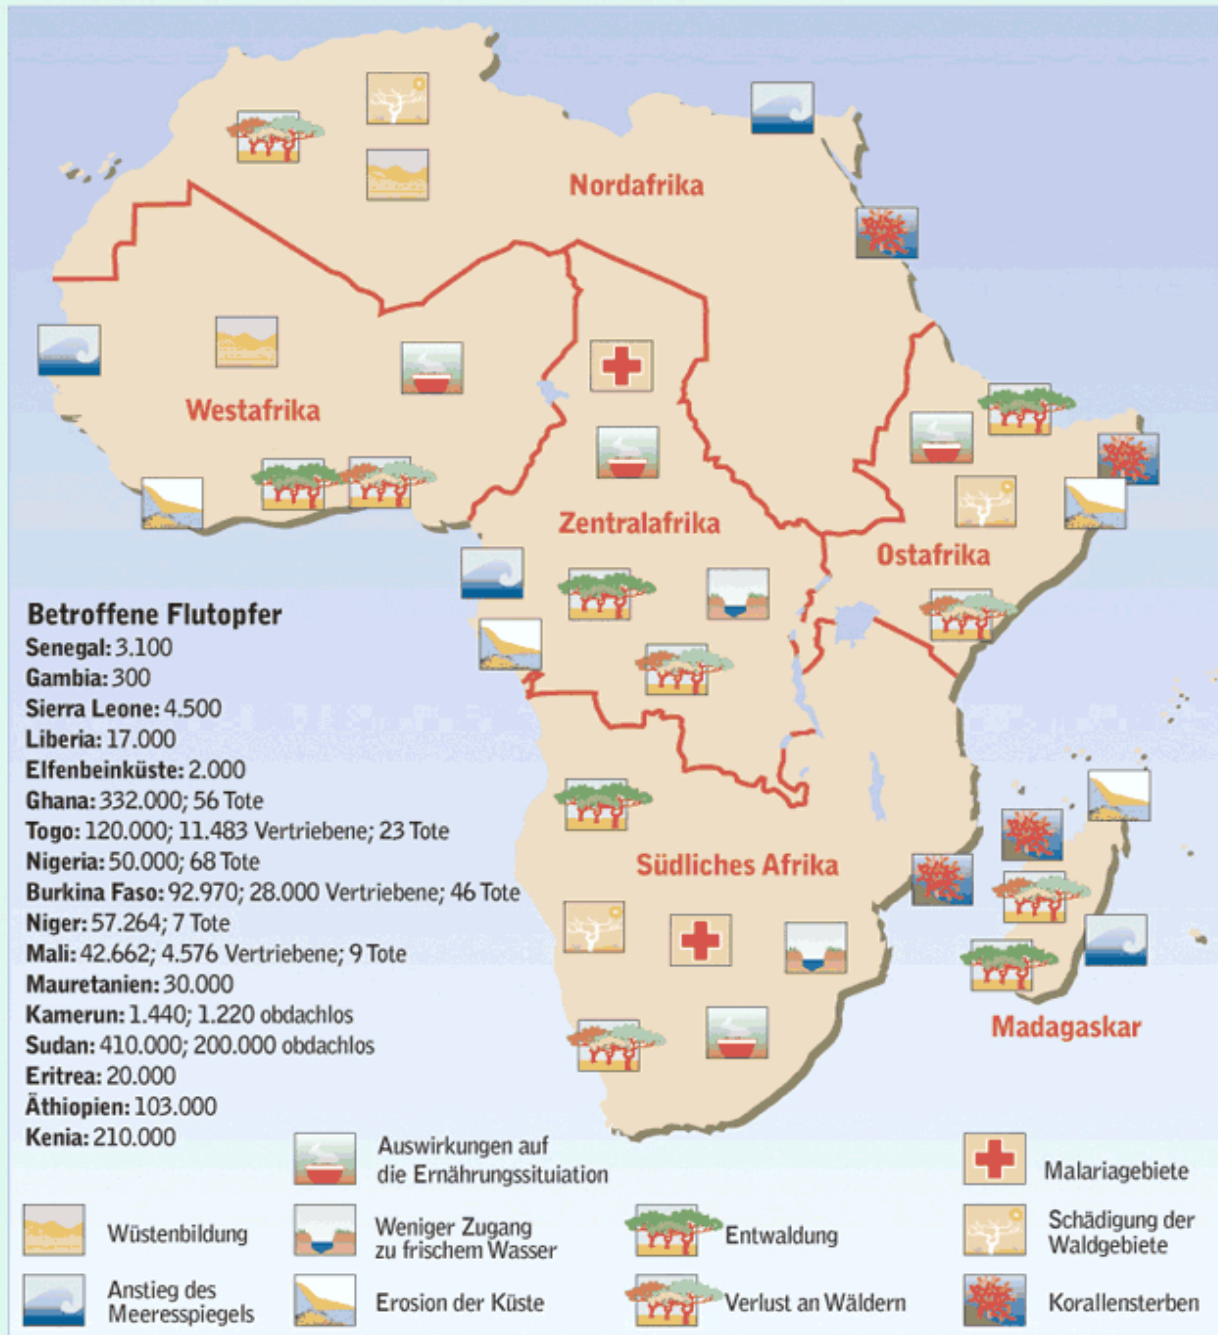 Nordafrika
Westafrika
Zentralafrika
Ostafrika
Betroffene Flutopfer
Senegal: 3.100
Gambia: 300
Sierra Leone: 4.500
Liberia: 17.000
Elfenbeinküste: 2.000
Ghana: 332.000; 56 Tote
Togo: 120.000; 11.483 Vertriebene; 23 Tote
Nigeria: 50.000; 68 Tote
Burkina Faso: 92.970; 28.000 Vertriebene; 46 Tote
Niger: 57.264; 7 Tote
Mali: 42.662; 4.576 Vertriebene; 9 Tote
Mauretanien: 30.000
Kamerun: 1.440; 1.220 obdachlos
Sudan: 410.000; 200.000 obdachlos
Eritrea: 20.000
Äthiopien: 103.000
Kenia: 210.000
Südliches Afrika
Madagaskar
Auswirkungen auf
die Ernährungssituiation
Malariagebiete
Wüstenbildung
Weniger Zugang
zu frischem Wasser
Entwaldung
Schädigung der
Waldgebiete
Anstieg des
Meeresspiegels
Erosion der Küste
Verlust an Wäldern
Korallensterben